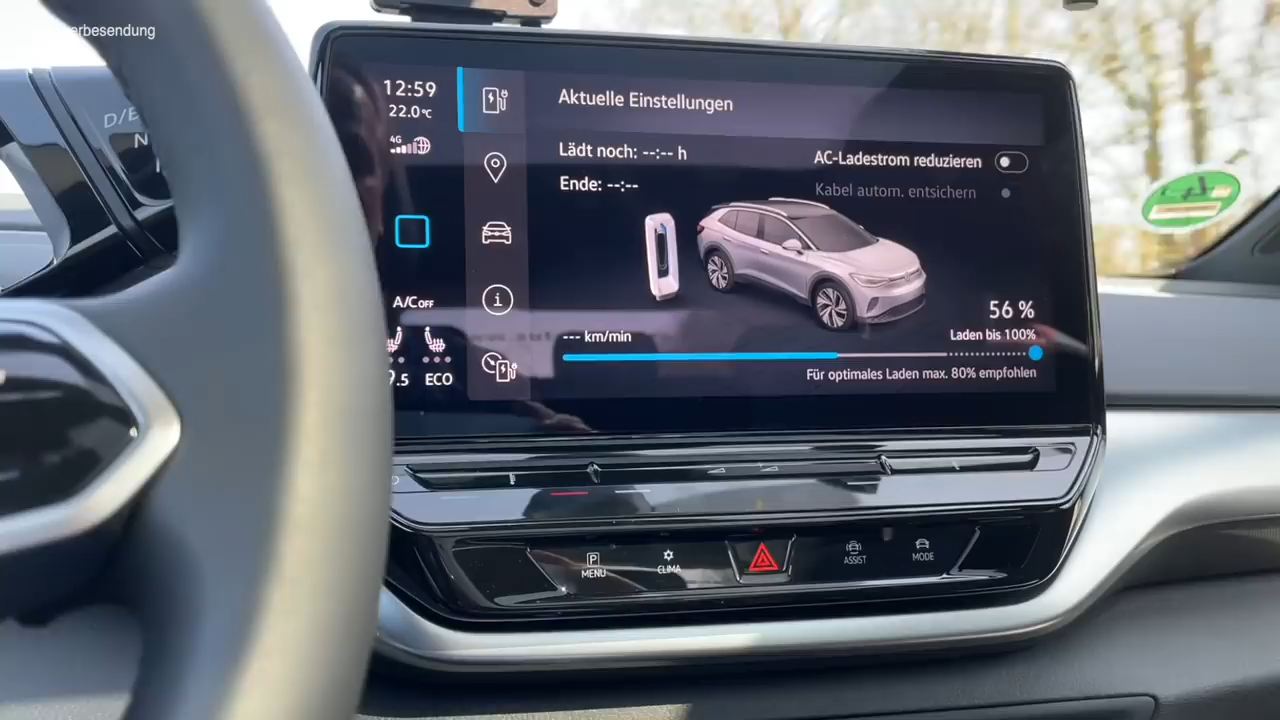 erbesendung
12:59
22.0°C
4G
A/C OFF
.5 ECO
Aktuelle Einstellungen
Lädt noch: --:-- h
Ende: --:--
AC-Ladestrom reduzieren
Kabel autom. entsichern
--- km/min
56 %
Laden bis 100%
Für optimales Laden max. 80% empfohlen
P
MENU
CLIMA
ASSIST
MODE
D/B
N